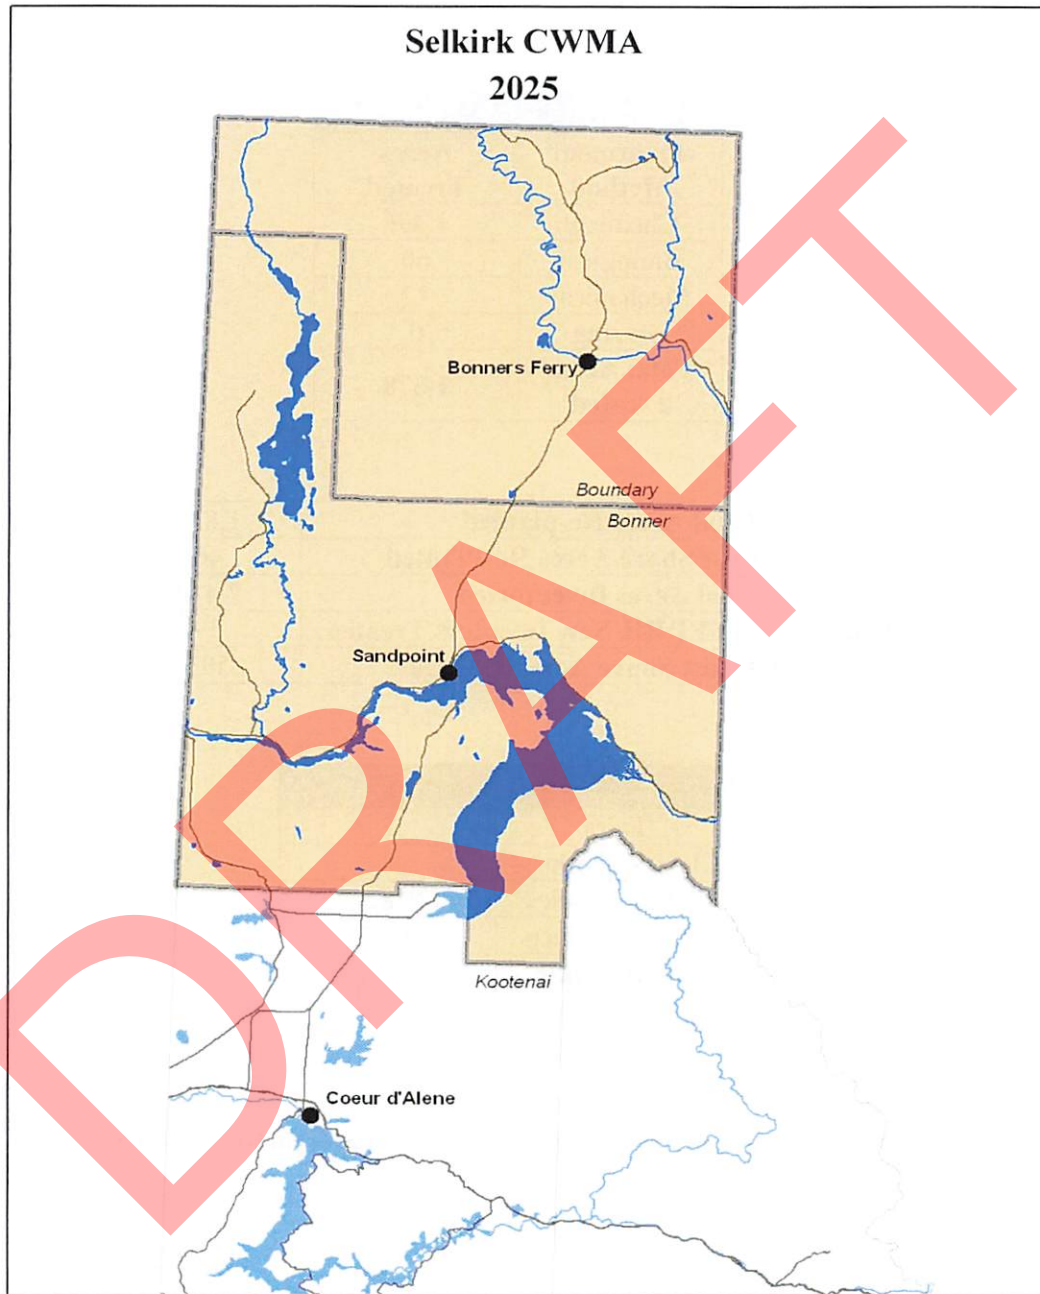 Selkirk CWMA
2025
Bonners Ferry
Boundary
Bonner
Sandpoint
Kootenai
Coeur d'Alene
DRAFT